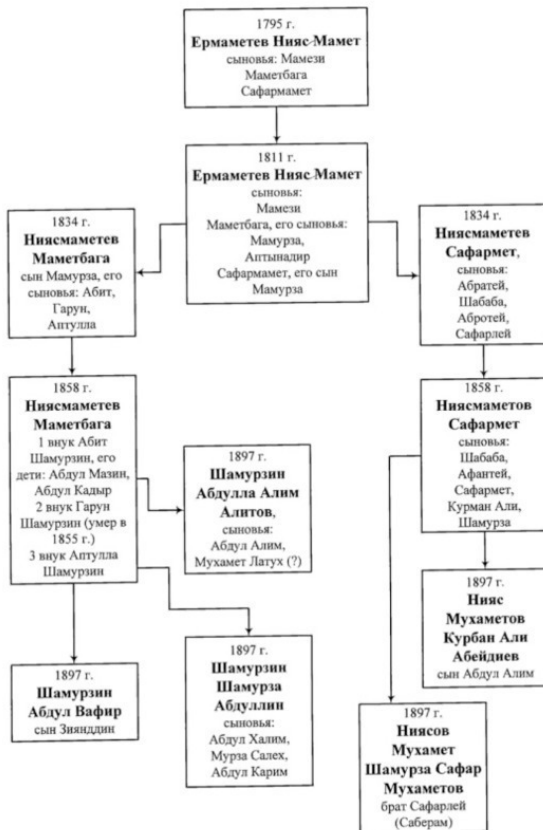 1795 г.
Ермаметев Нияс-Мамет
сыновья: Мамези
Маметбага
Сафармамет
1811 г.
Ермаметев Нияс-Мамет
сыновья:
Мамези
Маметбага, его сыновья:
Мамурза,
Аптынадир
Сафармамет, его сын
Мамурза
1834 г.
Ниясмаметев
Маметбага
сын Мамурза, его
сыновья: Абит,
Гарун,
Аптулла
1834 г.
Ниясмаметев
Сафармет,
сыновья:
Абратей,
Шабаба,
Абротей,
Сафарлей
1858 г.
Ниясмаметев
Маметбага
1 внук Абит
Шамурзин, его
дети: Абдул Мазин,
Абдул Кадыр
2 внук Гарун
Шамурзин (умер в
1855 г.)
3 внук Аптулла
Шамурзин
1897 г.
Шамурзин
Абдулла Алим
Алитов,
сыновья:
Абдул Алим,
Мухамет Латух (?)
1858 г.
Ниясмаметов
Сафармет
сыновья:
Шабаба,
Афантей,
Сафармет,
Курман Али,
Шамурза
1897 г.
Шамурзин
Абдул Вафир
сын Зиянддин
1897 г.
Шамурзин
Шамурза
Абдуллин
сыновья:
Абдул Халим,
Мурза Салех,
Абдул Карим
1897 г.
Нияс
Мухаметов
Курбан Али
Абейдиев
сын Абдул Алим
1897 г.
Ниясов
Мухамет
Шамурза Сафар
Мухаметов
брат Сафарлей
(Саберам)